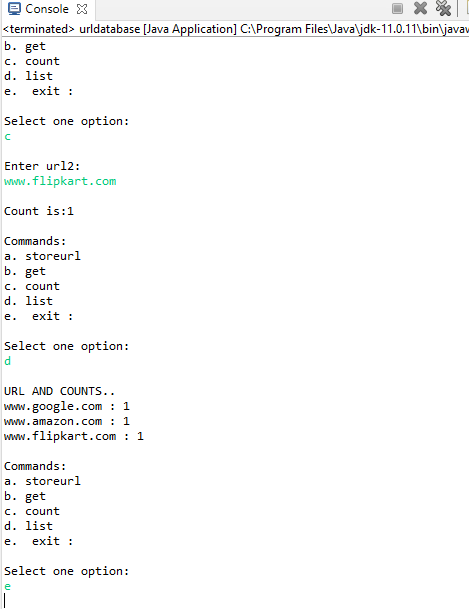 Console
<terminated> urldatabase [Java Application] C:\Program Files\Java\jdk-11.0.11\bin\javaw
b. get
c. count
d. list
e.  exit :
Select one option:
c
Enter url2:
www.flipkart.com
Count is:1
Commands:
a. storeurl
b. get
c. count
d. list
e.  exit :
Select one option:
d
URL AND COUNTS..
www.google.com : 1
www.amazon.com : 1
www.flipkart.com : 1
Commands:
a. storeurl
b. get
c. count
d. list
e.  exit :
Select one option:
e